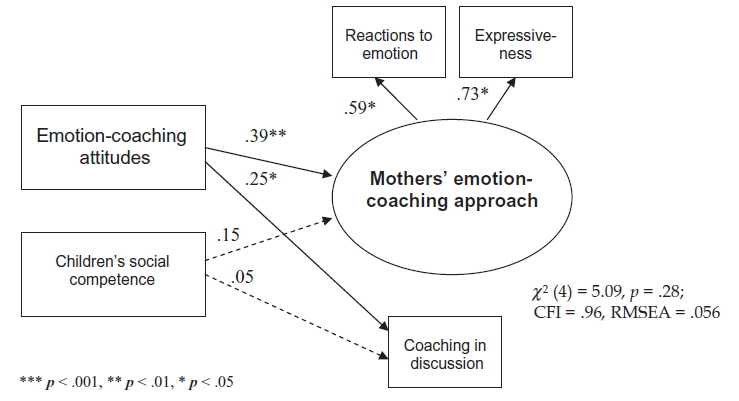 Reactions to
emotion
Expressive-
ness
.59*
.73*
Emotion-coaching
attitudes
.39**
.25*
Mothers' emotion-
coaching approach
Children's social
competence
.15
.05
χ² (4) = 5.09, p = .28;
CFI = .96, RMSEA = .056
Coaching in
discussion
*** p < .001, ** p < .01, * p < .05